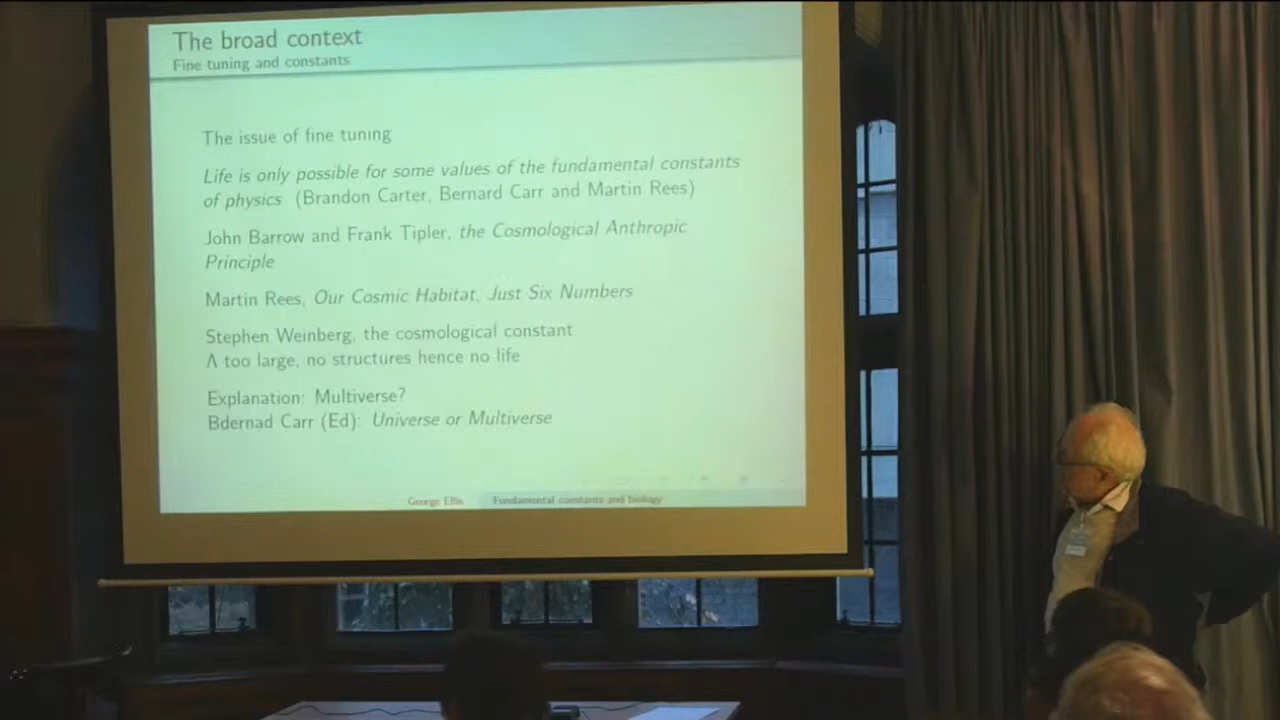 The broad context
Fine tuning and constants
The issue of fine tuning
Life is only possible for some values of the fundamental constants
of physics (Brandon Carter, Bernard Carr and Martin Rees)
John Barrow and Frank Tipler, the Cosmological Anthropic
Principle
Martin Rees, Our Cosmic Habitat, Just Six Numbers
Stephen Weinberg, the cosmological constant
Λ too large, no structures hence no life
Explanation: Multiverse?
Bdernad Carr (Ed): Universe or Multiverse
George Ellis Fundamental constants and biology